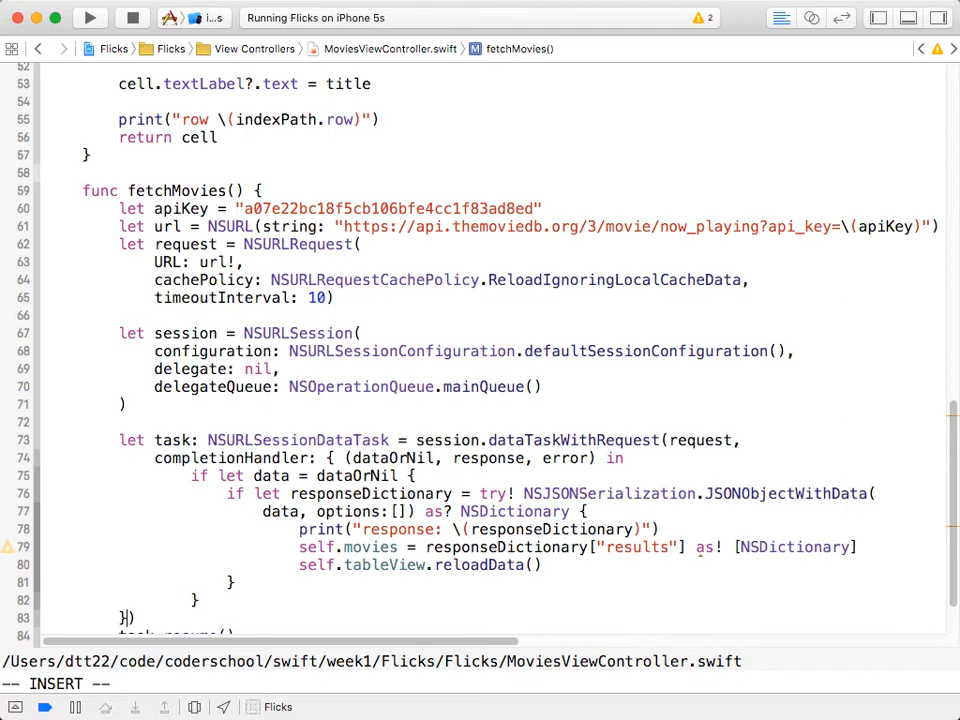 i...s
Running Flicks on iPhone 5s
2
Flicks
Flicks
View Controllers
MoviesViewController.swift
M fetchMovies()
52
53 cell.textLabel?.text = title
54
55 print("row \(indexPath.row)")
56 return cell
57 }
58
59 func fetchMovies() {
60 let apiKey = "a07e22bc18f5cb106bfe4cc1f83ad8ed"
61 let url = NSURL(string: "https://api.themoviedb.org/3/movie/now_playing?api_key=\(apiKey)")
62 let request = NSURLRequest(
63 URL: url!,
64 cachePolicy: NSURLRequestCachePolicy.ReloadIgnoringLocalCacheData,
65 timeoutInterval: 10)
66
67 let session = NSURLSession(
68 configuration: NSURLSessionConfiguration.defaultSessionConfiguration(),
69 delegate: nil,
70 delegateQueue: NSOperationQueue.mainQueue()
71 )
72
73 let task: NSURLSessionDataTask = session.dataTaskWithRequest(request,
74 completionHandler: { (dataOrNil, response, error) in
75 if let data = dataOrNil {
76 if let responseDictionary = try! NSJSONSerialization.JSONObjectWithData(
77 data, options:[]) as? NSDictionary {
78 print("response: \(responseDictionary)")
79 self.movies = responseDictionary["results"] as! [NSDictionary]
80 self.tableView.reloadData()
81 }
82 }
83 })
84 task.resume()
/Users/dtt22/code/coderschool/swift/week1/Flicks/Flicks/MoviesViewController.swift
-- INSERT --
Flicks